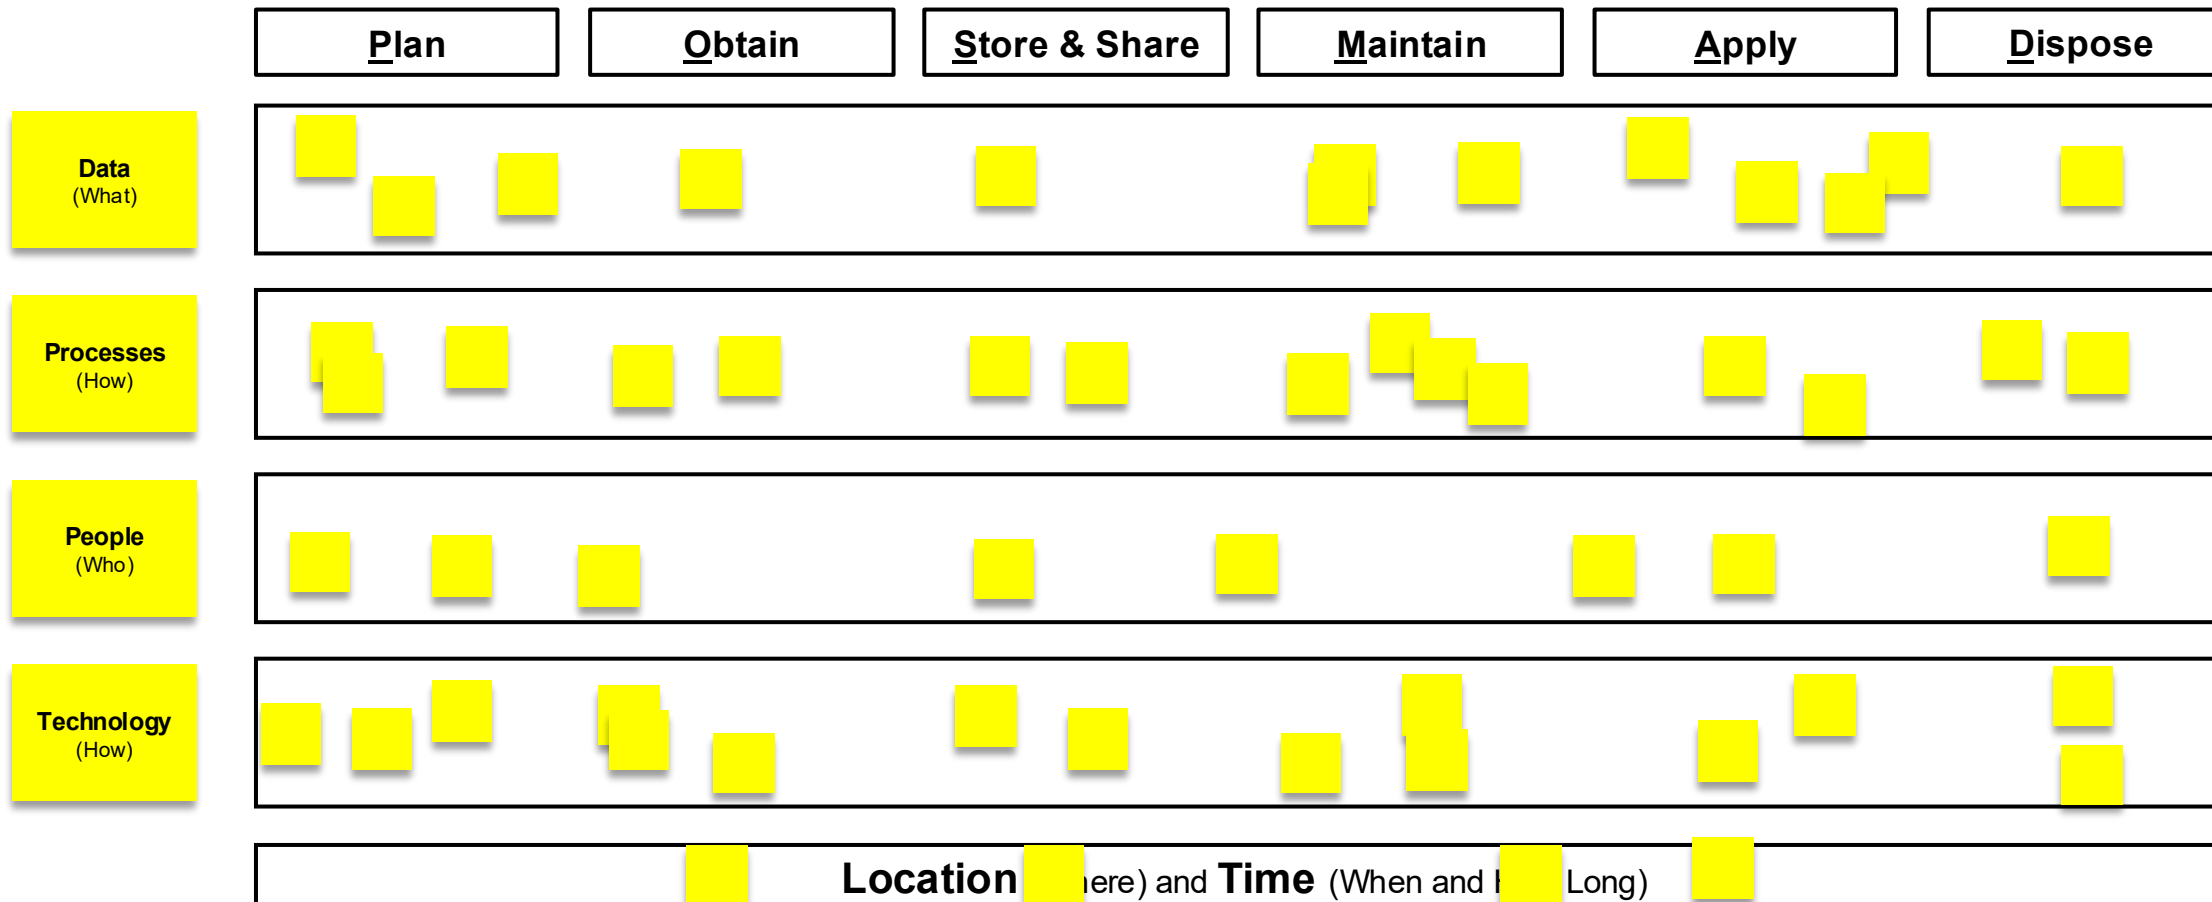 Plan
Obtain
Store & Share
Maintain
Apply
Dispose
Data
(What)
Processes
(How)
People
(Who)
Technology
(How)
Location ere) and Time (When and Long)